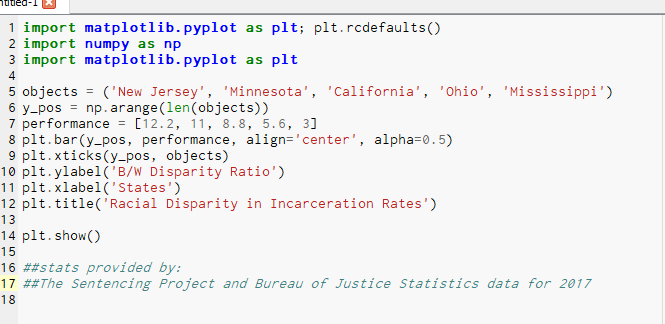 ntitled-1
1 import matplotlib.pyplot as plt; plt.rcdefaults()
2 import numpy as np
3 import matplotlib.pyplot as plt
4
5 objects = ('New Jersey', 'Minnesota', 'California', 'Ohio', 'Mississippi')
6 y_pos = np.arange(len(objects))
7 performance = [12.2, 11, 8.8, 5.6, 3]
8 plt.bar(y_pos, performance, align='center', alpha=0.5)
9 plt.xticks(y_pos, objects)
10 plt.ylabel('B/W Disparity Ratio')
11 plt.xlabel('States')
12 plt.title('Racial Disparity in Incarceration Rates')
13
14 plt.show()
15
16 ##stats provided by:
17 ##The Sentencing Project and Bureau of Justice Statistics data for 2017
18